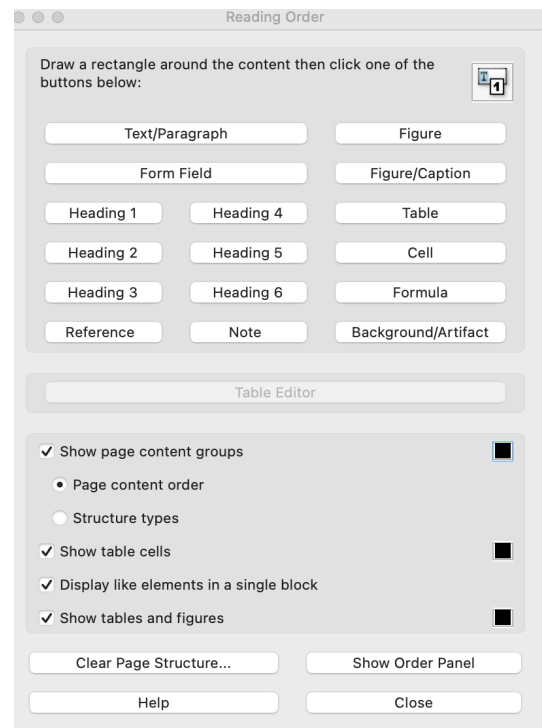 Reading Order
Draw a rectangle around the content then click one of the
buttons below:
T
1
Text/Paragraph
Figure
Form Field
Figure/Caption
Heading 1
Heading 4
Table
Heading 2
Heading 5
Cell
Heading 3
Heading 6
Formula
Reference
Note
Background/Artifact
Table Editor
Show page content groups
Page content order
Structure types
Show table cells
Display like elements in a single block
Show tables and figures
Clear Page Structure...
Show Order Panel
Help
Close